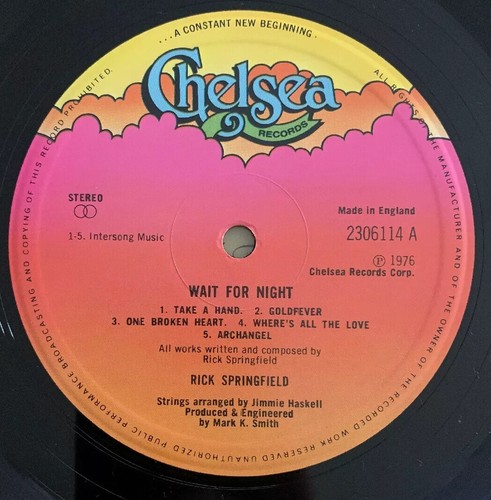 ...A CONSTANT NEW BEGINNING...
Chelsea
RECORDS
ALL RIGHTS OF THE MANUFACTURER AND OF THE OWNER OF THE RECORDED WORK RESERVED UNAUTHORIZED PUBLIC PERFORMANCE BROADCASTING AND COPYING OF THIS RECORD PROHIBITED.
STEREO
1-5. Intersong Music
Made in England
2306114 A
Ⓟ 1976
Chelsea Records Corp.
WAIT FOR NIGHT
1. TAKE A HAND. 2. GOLDFEVER
3. ONE BROKEN HEART. 4. WHERE'S ALL THE LOVE
5. ARCHANGEL
All works written and composed by
Rick Springfield
RICK SPRINGFIELD
Strings arranged by Jimmie Haskell
Produced & Engineered
by Mark K. Smith